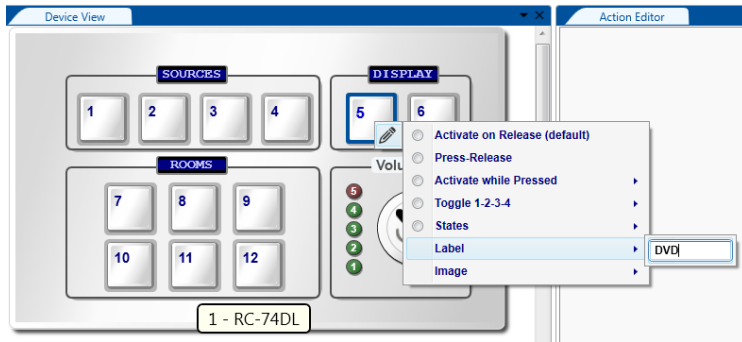 Device View
Action Editor
SOURCES
DISPLAY
1
2
3
4
5
6
Activate on Release (default)
Press-Release
Activate while Pressed
Toggle 1-2-3-4
States
Label
DVD
Image
ROOMS
7
8
9
10
11
12
Volu
5
4
3
2
1
1 - RC-74DL